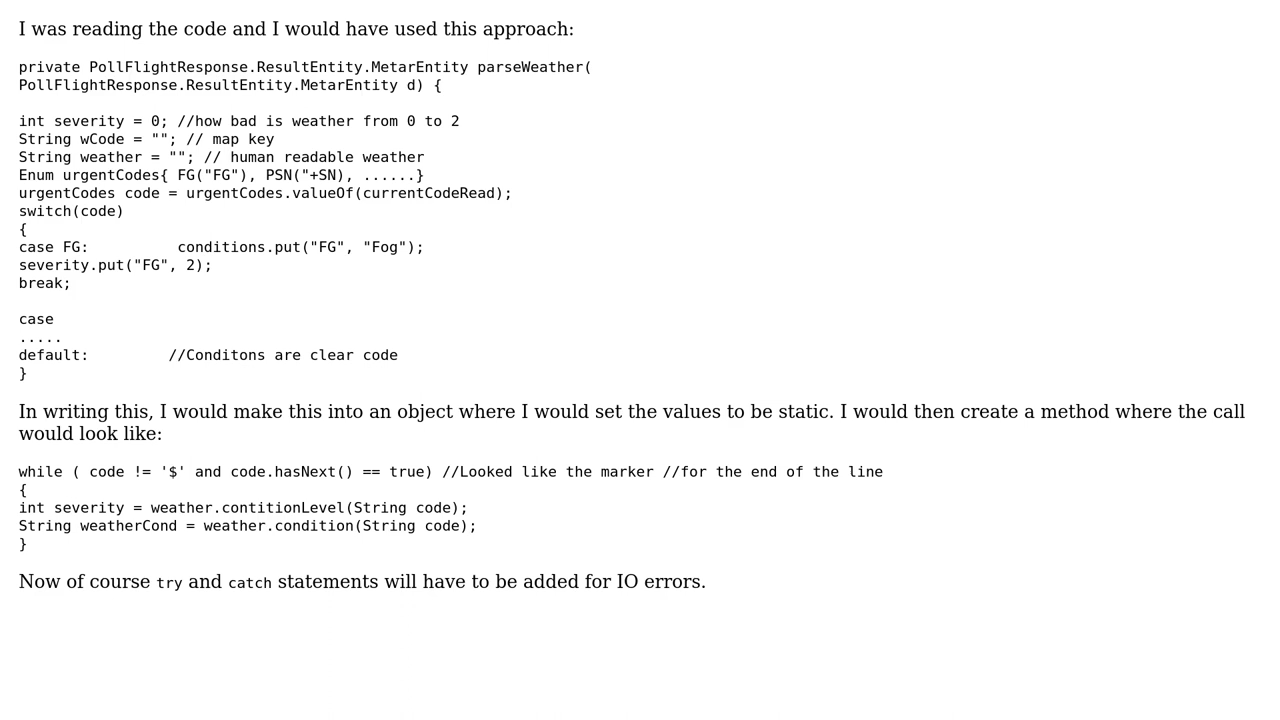 I was reading the code and I would have used this approach:
private PollFlightResponse.ResultEntity.MetarEntity parseWeather(
PollFlightResponse.ResultEntity.MetarEntity d) {
int severity = 0; //how bad is weather from 0 to 2
String wCode = ""; // map key
String weather = ""; // human readable weather
Enum urgentCodes{ FG("FG"), PSN("+SN), ......}
urgentCodes code = urgentCodes.valueOf(currentCodeRead);
switch(code)
{
case FG:          conditions.put("FG", "Fog");
severity.put("FG", 2);
break;
case
.....
default:         //Conditons are clear code
}
In writing this, I would make this into an object where I would set the values to be static. I would then create a method where the call
would look like:
while ( code != '$' and code.hasNext() == true) //Looked like the marker //for the end of the line
{
int severity = weather.contitionLevel(String code);
String weatherCond = weather.condition(String code);
}
Now of course try and catch statements will have to be added for IO errors.